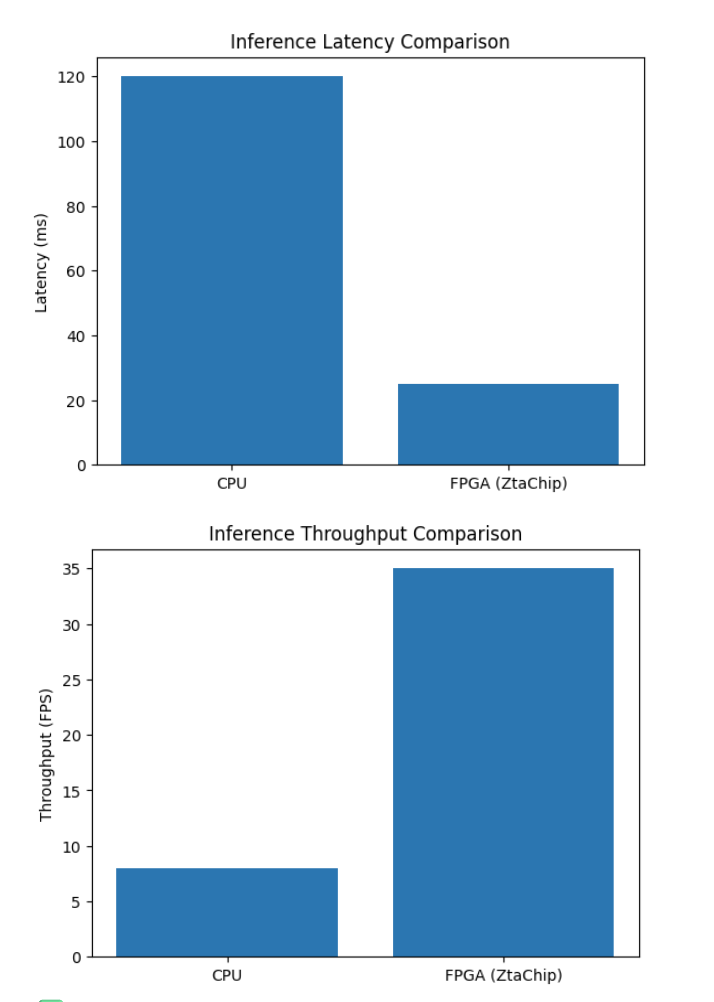 Inference Latency Comparison
120
100
80
60
40
20
0
Latency (ms)
CPU FPGA (ZtaChip)
Inference Throughput Comparison
35
30
25
20
15
10
5
0
Throughput (FPS)
CPU FPGA (ZtaChip)